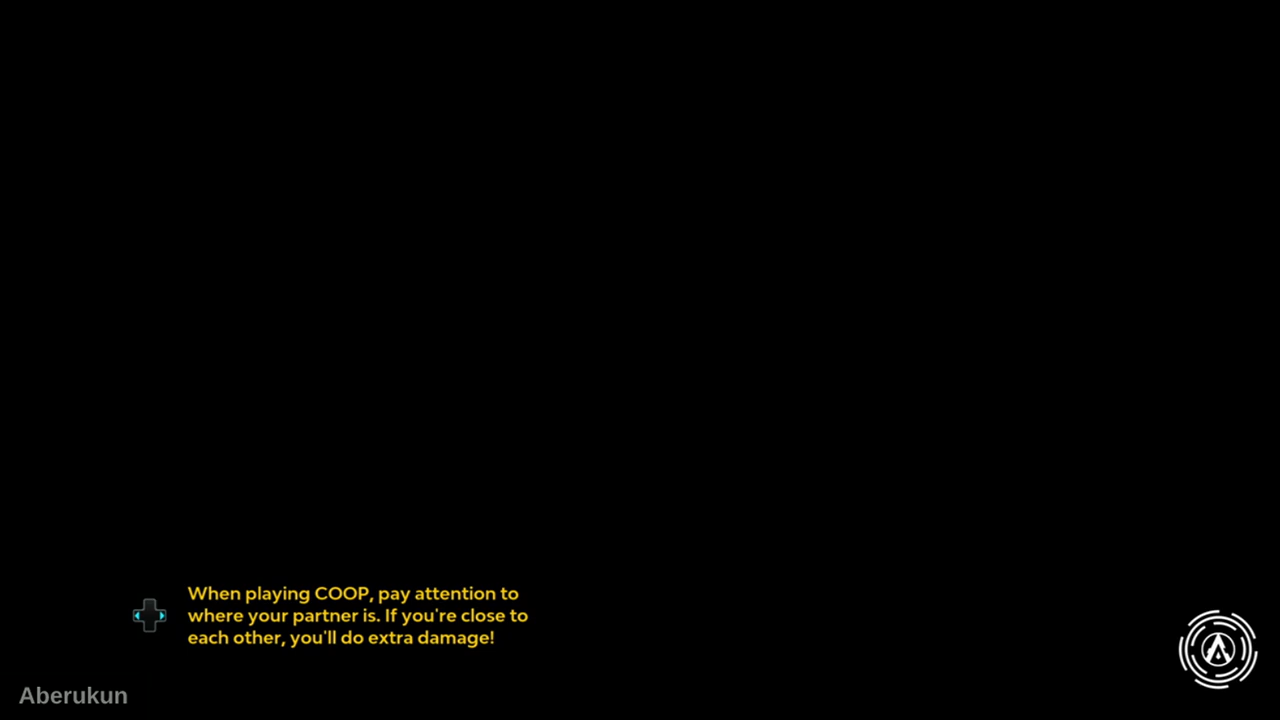 When playing COOP, pay attention to
where your partner is. If you're close to
each other, you'll do extra damage!
Aberukun